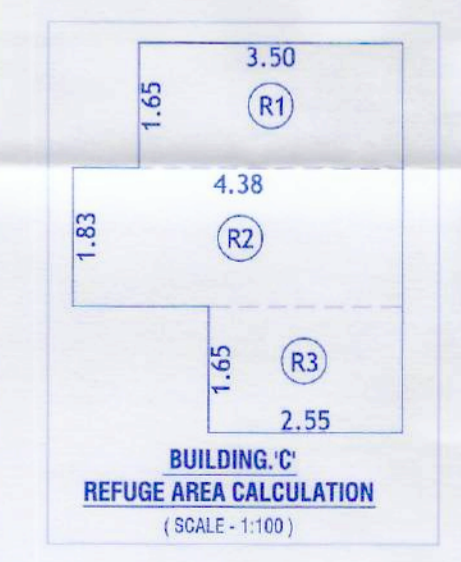 3.50
1.65
R1
4.38
1.83
R2
1.65
R3
2.55
BUILDING.'C'
REFUGE AREA CALCULATION
( SCALE - 1:100 )